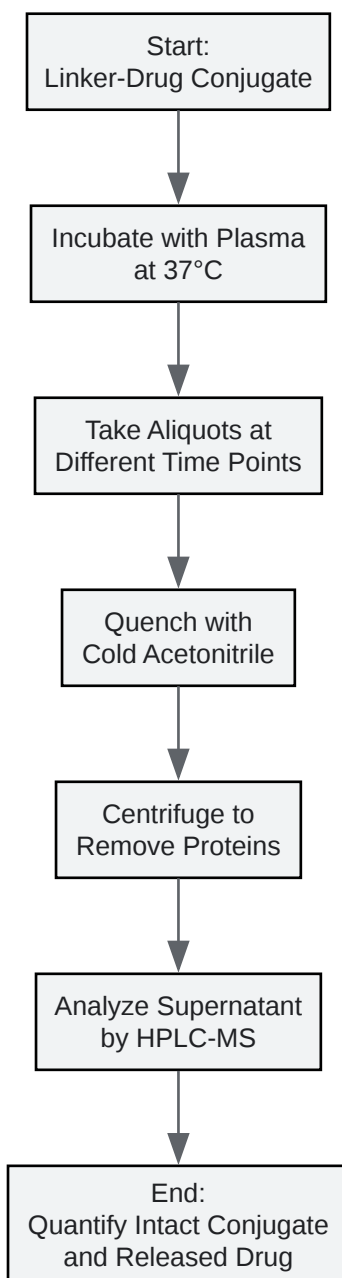 Start:
Linker-Drug Conjugate
Incubate with Plasma
at 37°C
Take Aliquots at
Different Time Points
Quench with
Cold Acetonitrile
Centrifuge to
Remove Proteins
Analyze Supernatant
by HPLC-MS
End:
Quantify Intact Conjugate
and Released Drug